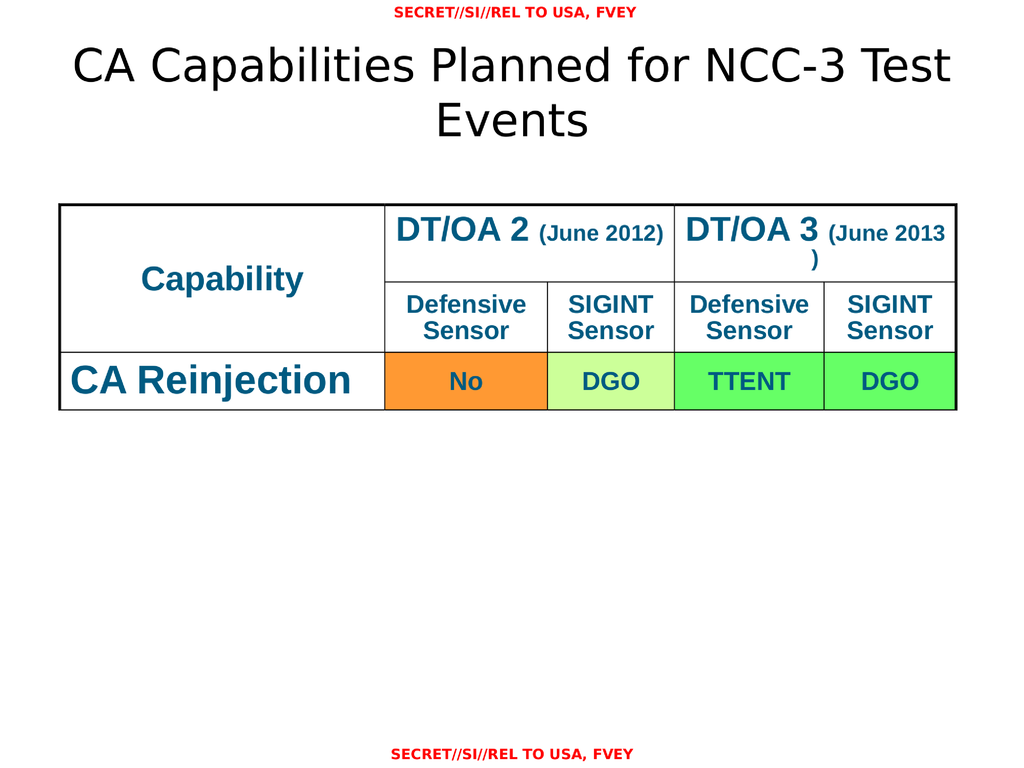 SECRET//SI//REL TO USA, FVEY
CA Capabilities Planned for NCC-3 Test
Events
Capability
DT/OA 2 (June 2012)
DT/OA 3 (June 2013
)
Defensive
Sensor
SIGINT
Sensor
Defensive
Sensor
SIGINT
Sensor
CA Reinjection
No
DGO
TTENT
DGO
SECRET//SI//REL TO USA, FVEY